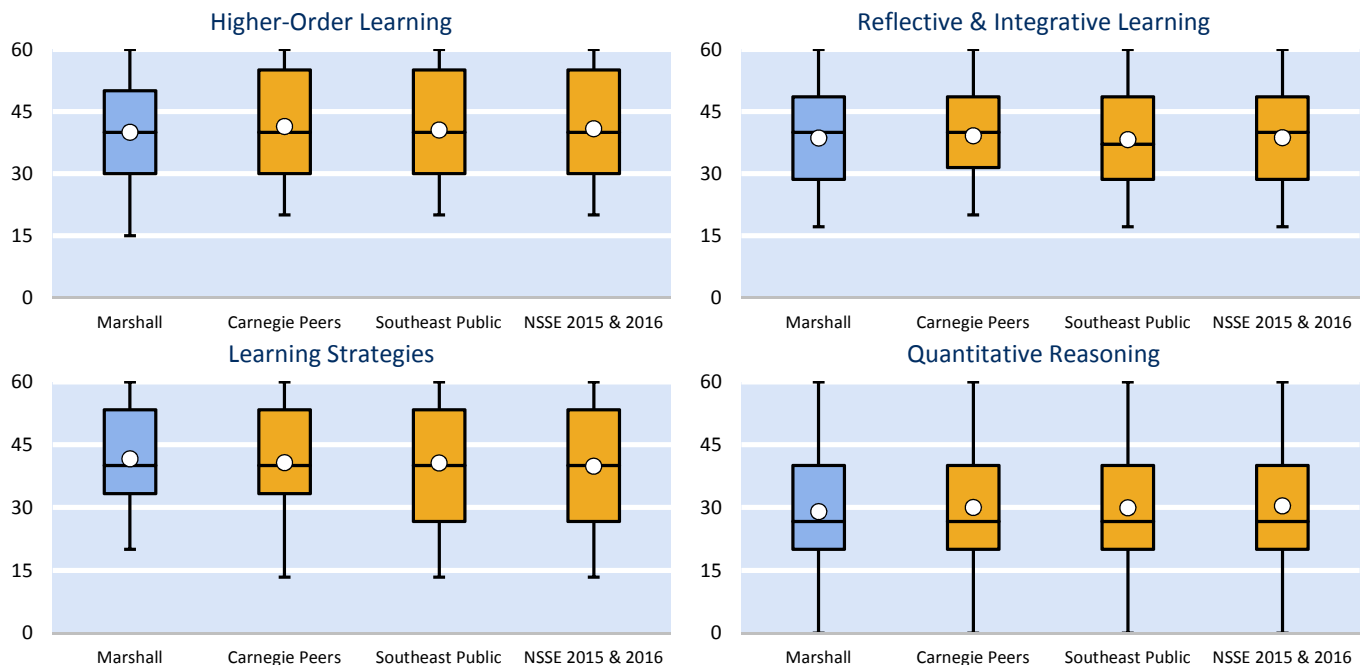 Higher-Order Learning
60
45
30
15
0
Marshall Carnegie Peers Southeast Public NSSE 2015 & 2016
Reflective & Integrative Learning
60
45
30
15
0
Marshall Carnegie Peers Southeast Public NSSE 2015 & 2016
Learning Strategies
60
45
30
15
0
Marshall Carnegie Peers Southeast Public NSSE 2015 & 2016
Quantitative Reasoning
60
45
30
15
0
Marshall Carnegie Peers Southeast Public NSSE 2015 & 2016